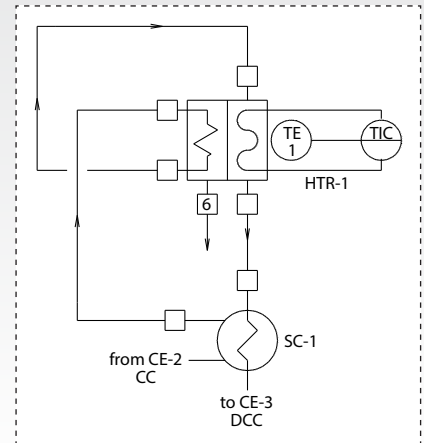 TE
1
TIC
HTR-1
6
SC-1
from CE-2
CC
to CE-3
DCC